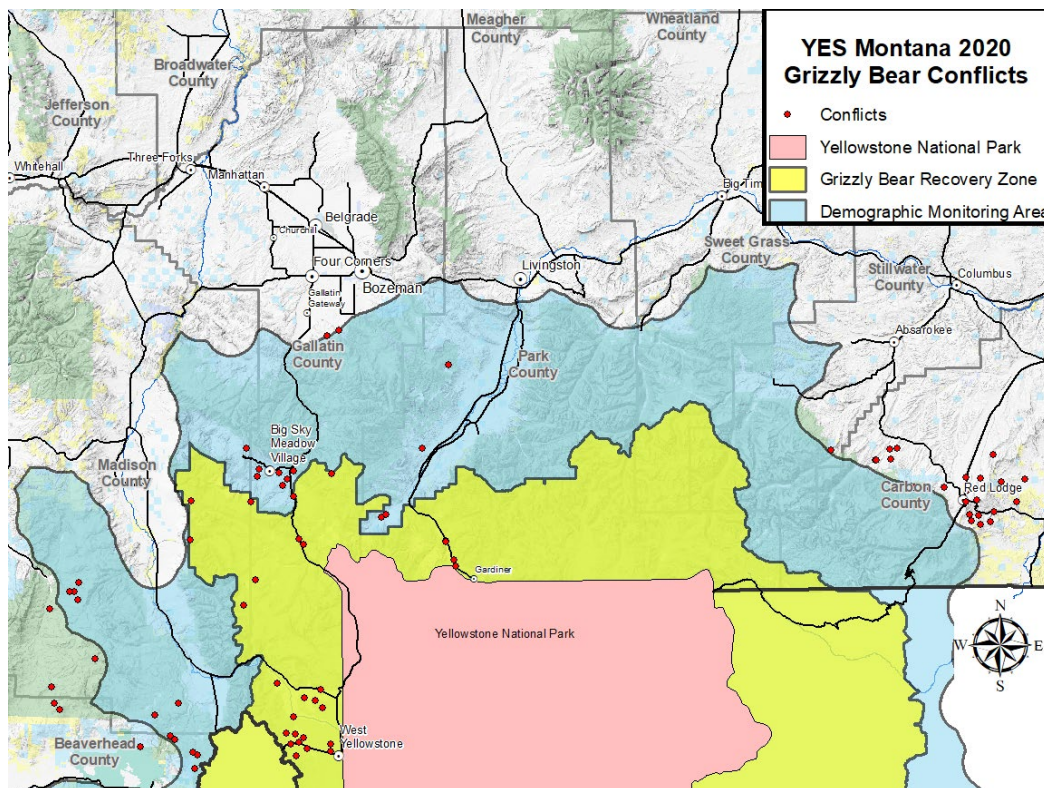 YES Montana 2020
Grizzly Bear Conflicts
Conflicts
Yellowstone National Park
Grizzly Bear Recovery Zone
Demographic Monitoring Area
Meagher
County
Wheatland
County
Broadwater
County
Jefferson
County
Whitehall
Three Forks
Manhattan
Big Tim
Belgrade
Churchill
Sweet Grass
County
Four Corners
Livingston
Stillwater
County
Columbus
Bozeman
Gallatin
Gateway
Absarokee
Gallatin
County
Park
County
Big Sky
Meadow
Village
Madison
County
Carbon
County
Red Lodge
Gardiner
N
W
E
S
Yellowstone National Park
West
Yellowstone
Beaverhead
County